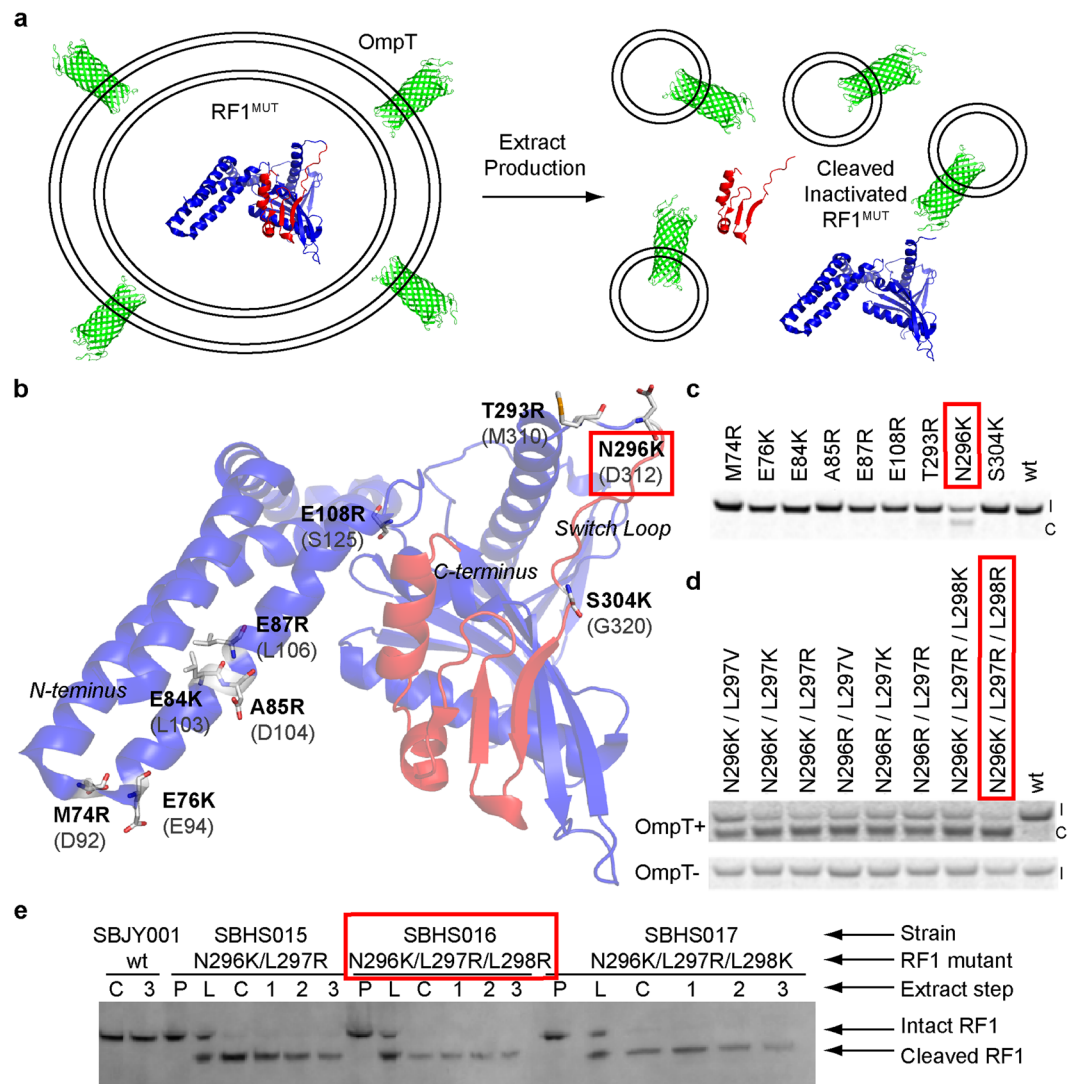 a
OmpT
RF1MUT
Extract
Production
Cleaved
Inactivated
RF1MUT
b
T293R
(M310)
N296K
(D312)
Switch Loop
E108R
(S125)
C-terminus
S304K
(G320)
E87R
(L106)
N-teminus
E84K
(L103)
A85R
(D104)
M74R
(D92)
E76K
(E94)
c
M74R
E76K
E84K
A85R
E87R
E108R
T293R
N296K
S304K
wt
I
C
d
N296K / L297V
N296K / L297K
N296K / L297R
N296R / L297V
N296R / L297K
N296R / L297R
N296K / L297R / L298K
N296K / L297R / L298R
wt
OmpT+
I
C
OmpT-
I
e
SBJY001 SBHS015 SBHS016 SBHS017 Strain
wt N296K/L297R N296K/L297R/L298R N296K/L297R/L298K RF1 mutant
C 3 P L C 1 2 3 P L C 1 2 3 P L C 1 2 3 Extract step
Intact RF1
Cleaved RF1